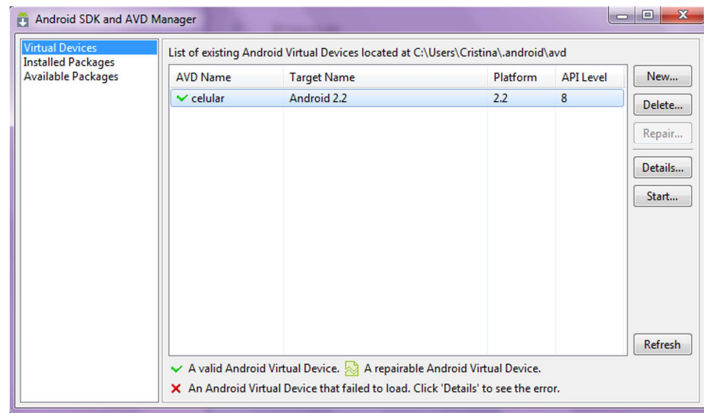 Android SDK and AVD Manager
Virtual Devices
Installed Packages
Available Packages
List of existing Android Virtual Devices located at C:\Users\Cristina\.android\avd
AVD Name Target Name Platform API Level
celular Android 2.2 2.2 8
New...
Delete...
Repair...
Details...
Start...
Refresh
A valid Android Virtual Device. A repairable Android Virtual Device.
An Android Virtual Device that failed to load. Click 'Details' to see the error.